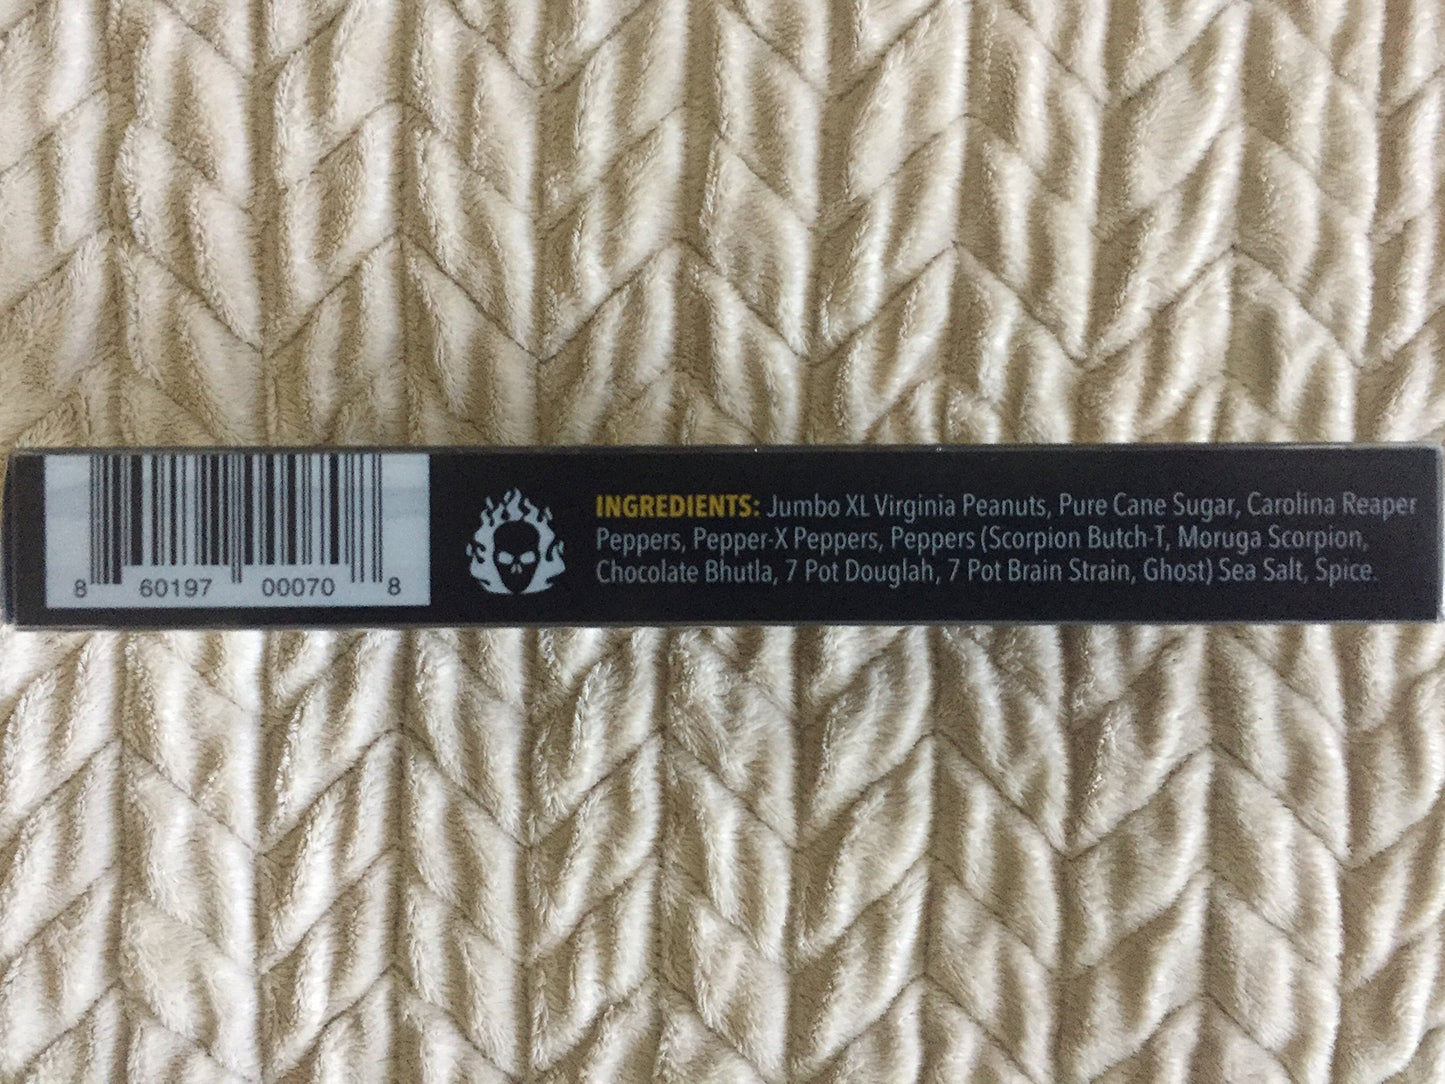 INGREDIENTS: Jumbo XL Virginia Peanuts, Pure Cane Sugar, Carolina Reaper
Peppers, Pepper-X Peppers, Peppers (Scorpion Butch-T, Moruga Scorpion,
Chocolate Bhutla, 7 Pot Douglah, 7 Pot Brain Strain, Ghost) Sea Salt, Spice.
8 60197 00070 8